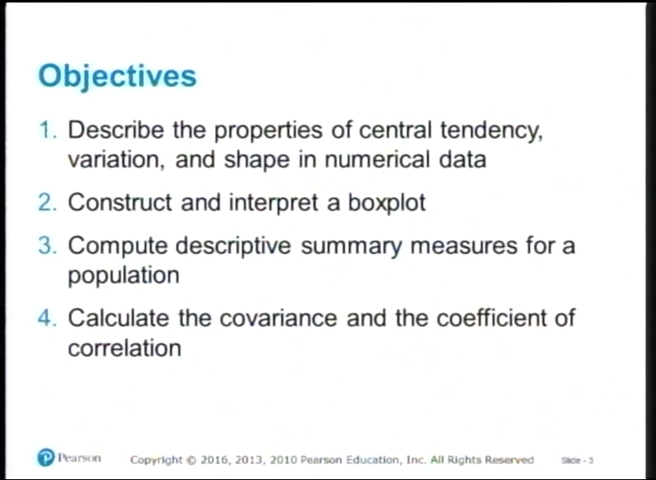 Objectives
1. Describe the properties of central tendency,
variation, and shape in numerical data
2. Construct and interpret a boxplot
3. Compute descriptive summary measures for a
population
4. Calculate the covariance and the coefficient of
correlation
P Pearson Copyright © 2016, 2013, 2010 Pearson Education, Inc. All Rights Reserved Slide - 3